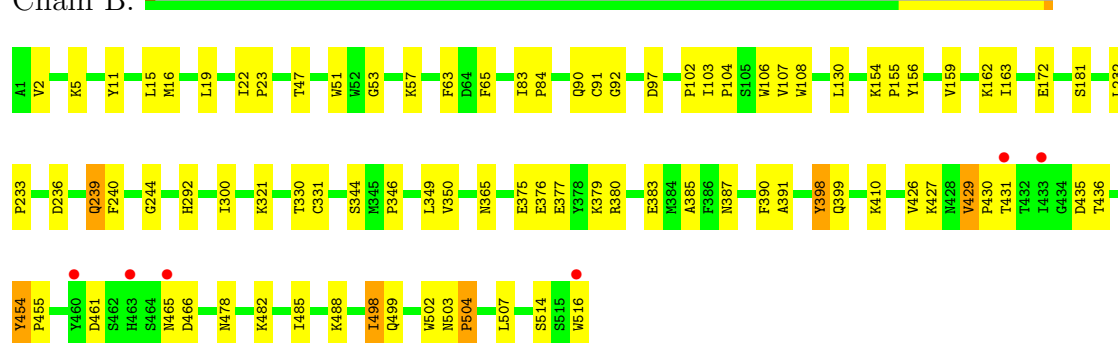 Chain B:
A1 V2 K5 Y11 L15 M16 L19 I22 P23 T47 W51 W52 G53 K57 F63 D64 F65 I83 P84 Q90 C91 G92 D97 P102 I103 P104 S105 W106 V107 W108 L130 K154 P155 Y156 V159 K162 I163 E172 S181 L232
P233 D236 Q239 F240 G244 H292 I300 K321 T330 C331 S344 M345 P346 L349 V350 N365 E375 E376 E377 Y378 K379 R380 E383 M384 A385 F386 N387 F390 A391 Y398 Q399 K410 V426 K427 N428 V429 P430 T431 T432 I433 G434 D435 T436
Y454 P455 Y460 D461 S462 H463 S464 N465 D466 N478 K482 I485 K488 I498 Q499 W502 N503 P504 L507 S514 S515 W516